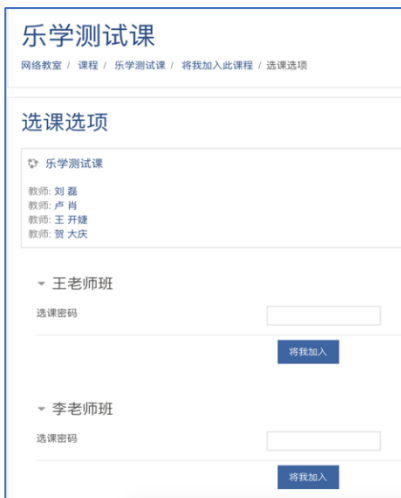 乐学测试课
网络教室 / 课程 / 乐学测试课 / 将我加入此课程 / 选课选项
选课选项
乐学测试课
教师: 刘 磊
教师: 卢 肖
教师: 王 开婕
教师: 贺 大庆
王老师班
选课密码
将我加入
李老师班
选课密码
将我加入